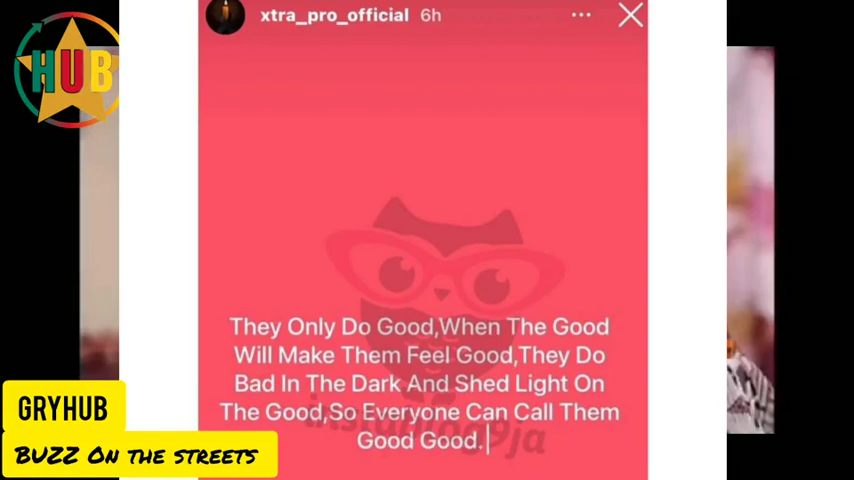 HUB
xtra_pro_official 6h
They Only Do Good,When The Good
Will Make Them Feel Good,They Do
Bad In The Dark And Shed Light On
The Good,So Everyone Can Call Them
Good Good.
instablog9ja
GRYHUB
BUZZ ON THE STREETS